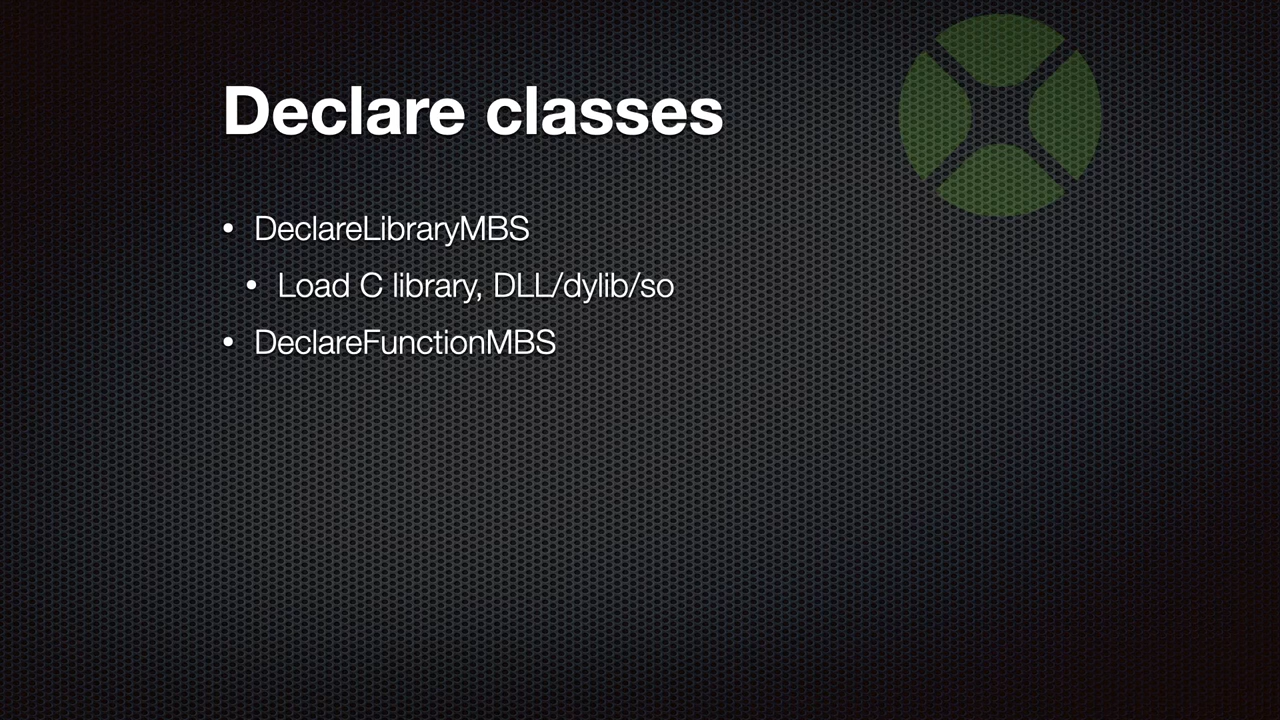 Declare classes
• DeclareLibraryMBS
• Load C library, DLL/dylib/so
• DeclareFunctionMBS